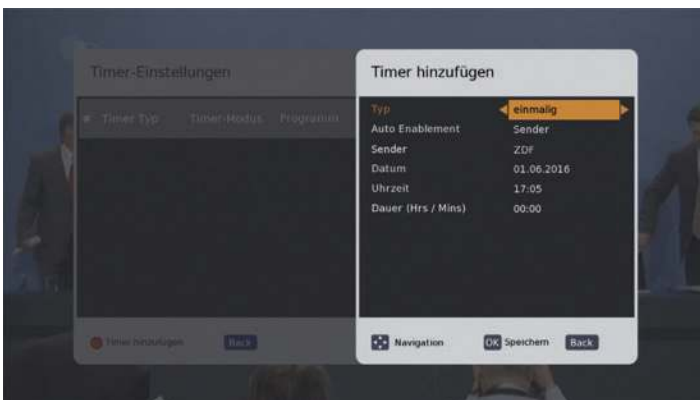 Timer-Einstellungen
# Timer Typ Timer-Modus Programm
Timer hinzufügen Back
Timer hinzufügen
Typ einmalig
Auto Enablement Sender
Sender ZDF
Datum 01.06.2016
Uhrzeit 17:05
Dauer (Hrs / Mins) 00:00
Navigation OK Speichern Back